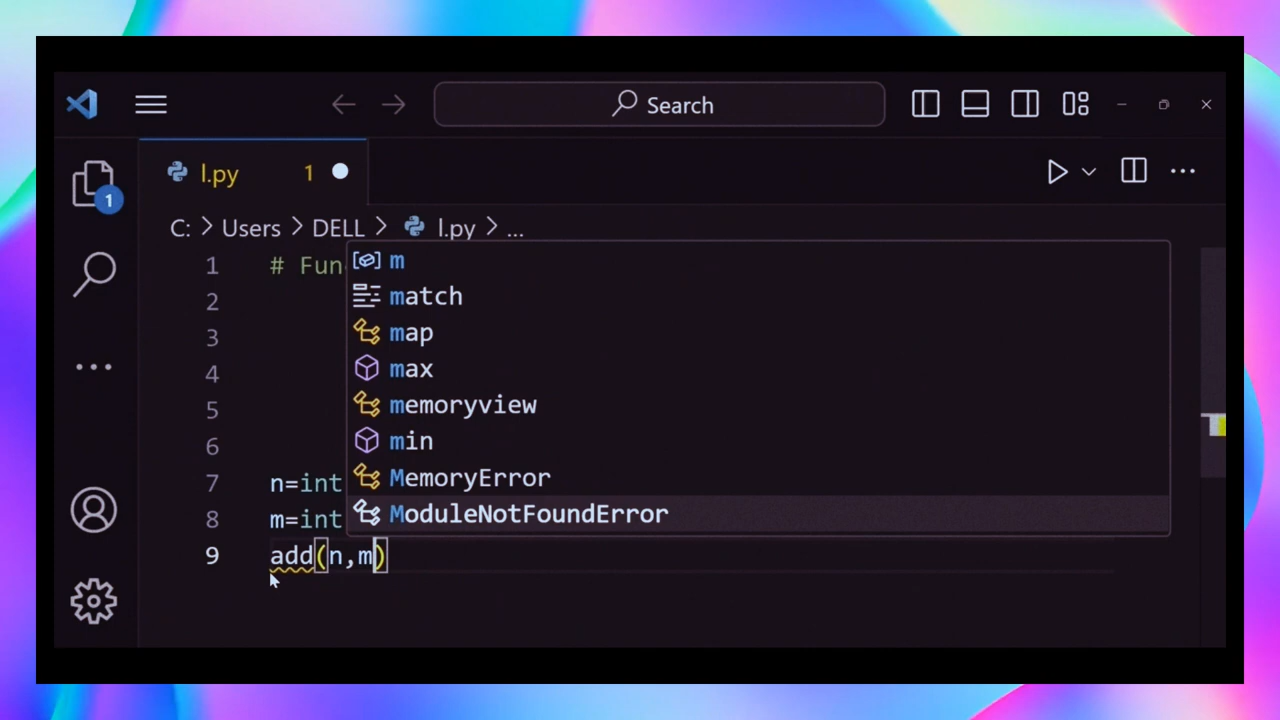 Search
l.py 1
C: > Users > DELL > l.py > ...
1
1 # Fun
2
3
4
5
6
7 n=int
8 m=int
9 add(n,m)
m
match
map
max
memoryview
min
MemoryError
ModuleNotFoundError